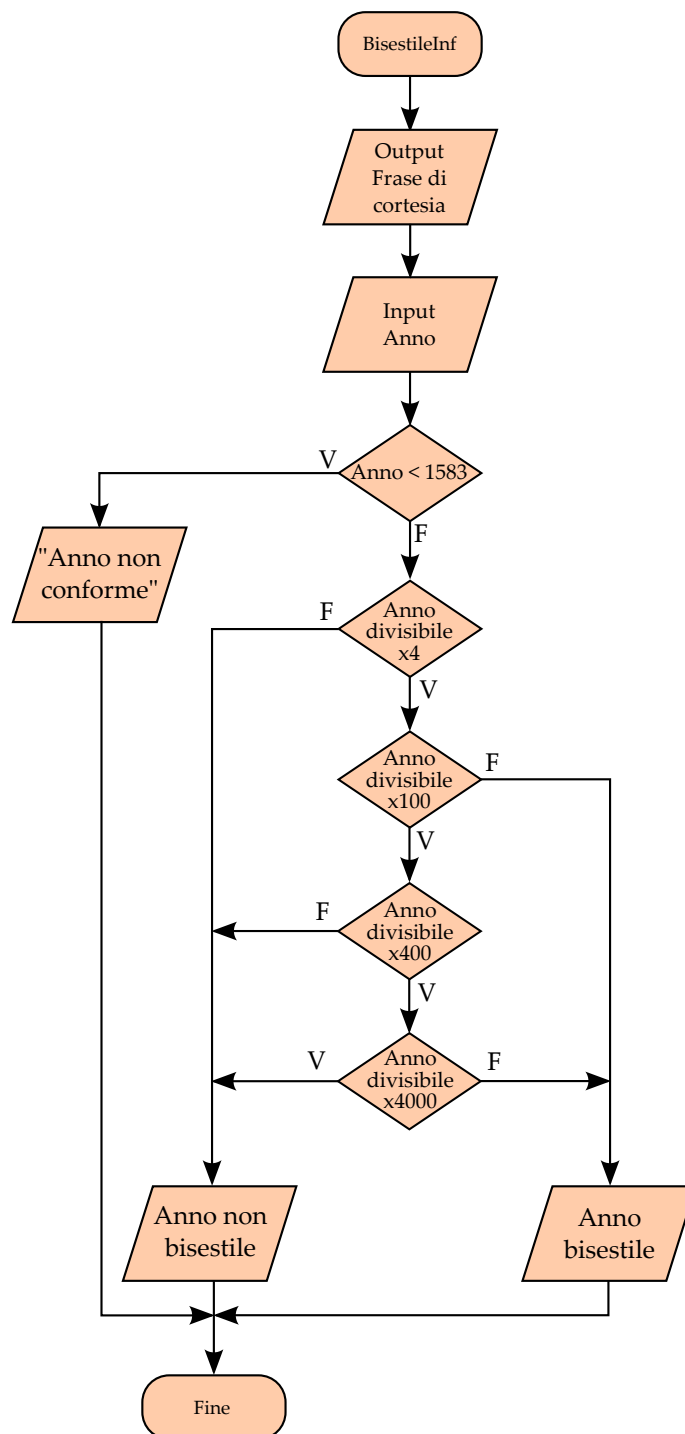 BisestileInf
Output
Frase di
cortesia
Input
Anno
Anno < 1583
V
F
"Anno non
conforme"
Anno
divisibile
x4
F
V
Anno
divisibile
x100
F
V
Anno
divisibile
x400
F
V
Anno
divisibile
x4000
V
F
Anno non
bisestile
Anno
bisestile
Fine